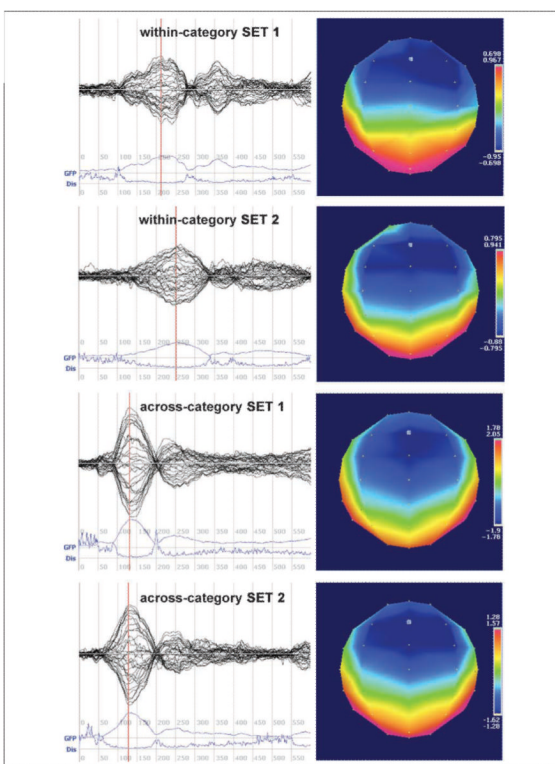 within-category SET 1
0 50 100 150 200 250 300 350 400 450 500 550
GFP
Dis
0.698
0.967
-0.95
-0.698
within-category SET 2
0 50 100 150 200 250 300 350 400 450 500 550
GFP
Dis
0.795
0.941
-0.88
-0.795
across-category SET 1
0 50 100 150 200 250 300 350 400 450 500 550
GFP
Dis
1.78
2.05
-1.9
-1.78
across-category SET 2
0 50 100 150 200 250 300 350 400 450 500 550
GFP
Dis
1.28
1.57
-1.62
-1.28